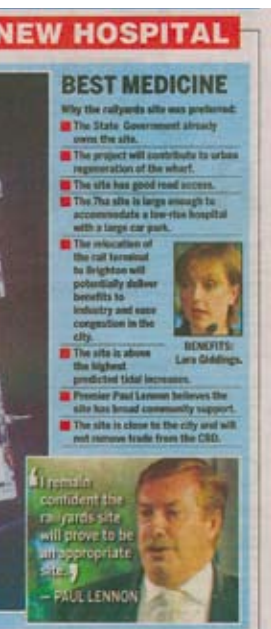 NEW HOSPITAL
BEST MEDICINE
Why the railyards site was preferred:
The State Government already
owns the site.
The project will contribute to urban
regeneration of the wharf.
The site has good road access.
The 7ha site is large enough to
accommodate a low-rise hospital
with a large car park.
The relocation of
the rail terminal
to Brighton will
potentially deliver
benefits to
industry and ease
congestion in the
city.
BENEFITS:
Lara Giddings.
The site is above
the highest
predicted tidal increases.
Premier Paul Lennon believes the
site has broad community support.
The site is close to the city and will
not remove trade from the CBD.
“I remain
confident the
railyards site
will prove to be
an appropriate
site.”
— PAUL LENNON